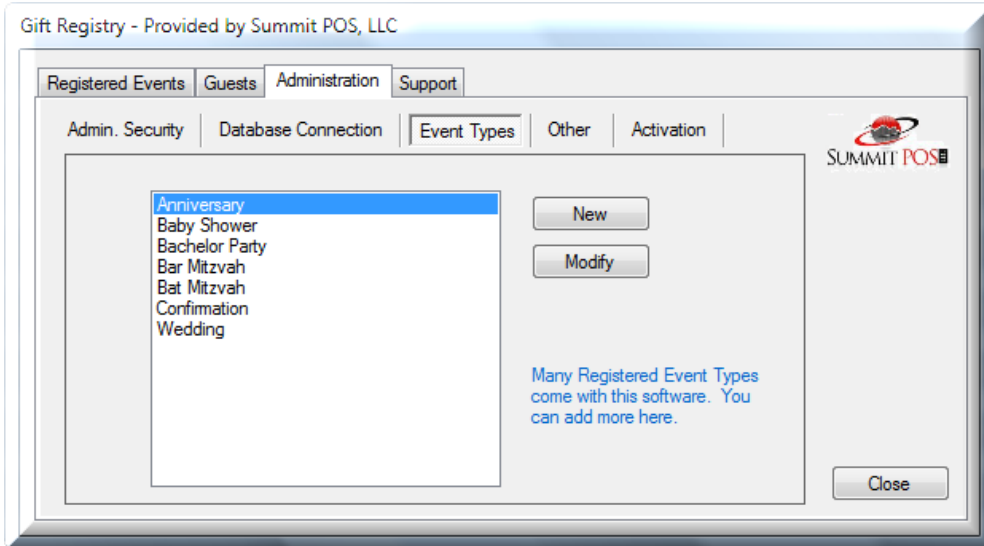 Gift Registry - Provided by Summit POS, LLC
Registered Events Guests Administration Support
Admin. Security Database Connection Event Types Other Activation
SUMMIT POS
Anniversary
Baby Shower
Bachelor Party
Bar Mitzvah
Bat Mitzvah
Confirmation
Wedding
New
Modify
Many Registered Event Types
come with this software. You
can add more here.
Close